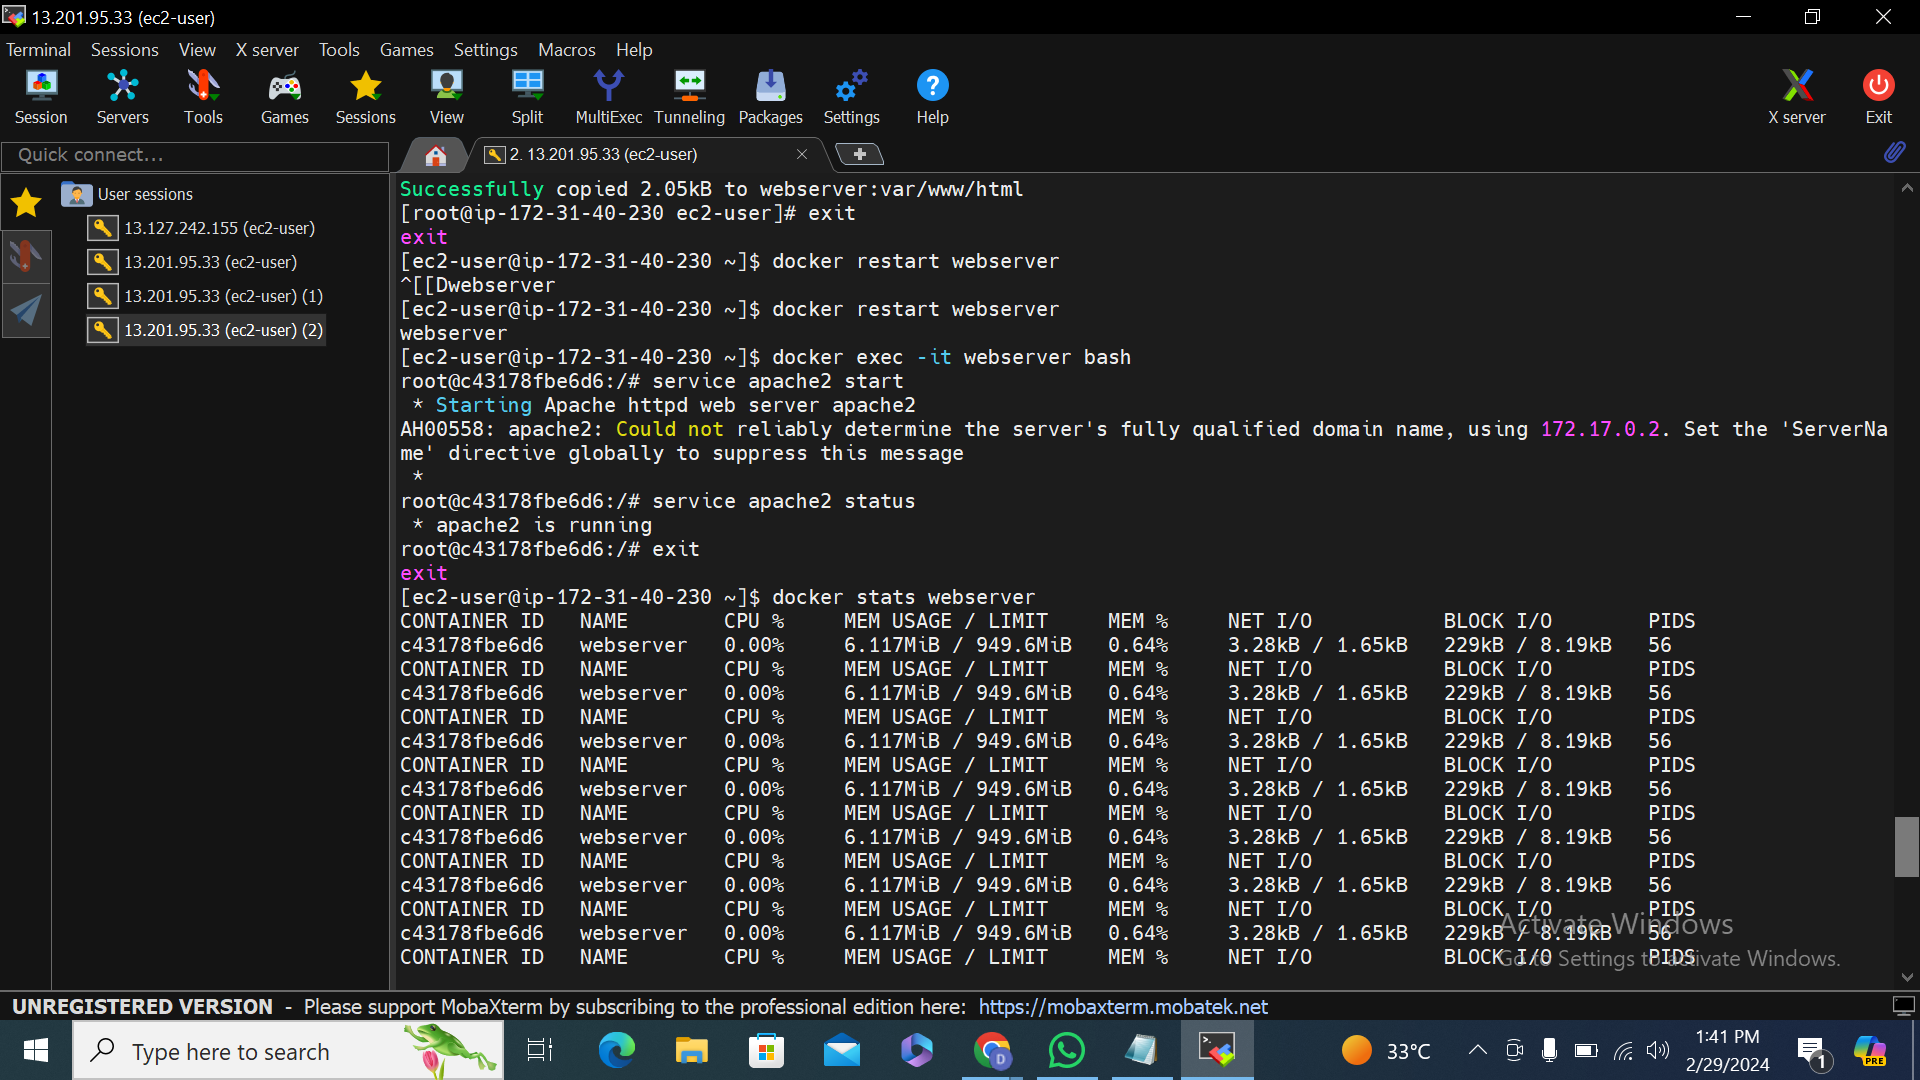 13.201.95.33 (ec2-user)
Terminal Sessions View X server Tools Games Settings Macros Help
Session Servers Tools Games Sessions View Split MultiExec Tunneling Packages Settings Help X server Exit
Quick connect...
2. 13.201.95.33 (ec2-user)
User sessions
13.127.242.155 (ec2-user)
13.201.95.33 (ec2-user)
13.201.95.33 (ec2-user) (1)
13.201.95.33 (ec2-user) (2)
Successfully copied 2.05kB to webserver:var/www/html
[root@ip-172-31-40-230 ec2-user]# exit
exit
[ec2-user@ip-172-31-40-230 ~]$ docker restart webserver
^[[Dwebserver
[ec2-user@ip-172-31-40-230 ~]$ docker restart webserver
webserver
[ec2-user@ip-172-31-40-230 ~]$ docker exec -it webserver bash
root@c43178fbe6d6:/# service apache2 start
* Starting Apache httpd web server apache2
AH00558: apache2: Could not reliably determine the server's fully qualified domain name, using 172.17.0.2. Set the 'ServerNa
me' directive globally to suppress this message
*
root@c43178fbe6d6:/# service apache2 status
* apache2 is running
root@c43178fbe6d6:/# exit
exit
[ec2-user@ip-172-31-40-230 ~]$ docker stats webserver
CONTAINER ID NAME CPU % MEM USAGE / LIMIT MEM % NET I/O BLOCK I/O PIDS
c43178fbe6d6 webserver 0.00% 6.117MiB / 949.6MiB 0.64% 3.28kB / 1.65kB 229kB / 8.19kB 56
CONTAINER ID NAME CPU % MEM USAGE / LIMIT MEM % NET I/O BLOCK I/O PIDS
c43178fbe6d6 webserver 0.00% 6.117MiB / 949.6MiB 0.64% 3.28kB / 1.65kB 229kB / 8.19kB 56
CONTAINER ID NAME CPU % MEM USAGE / LIMIT MEM % NET I/O BLOCK I/O PIDS
c43178fbe6d6 webserver 0.00% 6.117MiB / 949.6MiB 0.64% 3.28kB / 1.65kB 229kB / 8.19kB 56
CONTAINER ID NAME CPU % MEM USAGE / LIMIT MEM % NET I/O BLOCK I/O PIDS
c43178fbe6d6 webserver 0.00% 6.117MiB / 949.6MiB 0.64% 3.28kB / 1.65kB 229kB / 8.19kB 56
CONTAINER ID NAME CPU % MEM USAGE / LIMIT MEM % NET I/O BLOCK I/O PIDS
c43178fbe6d6 webserver 0.00% 6.117MiB / 949.6MiB 0.64% 3.28kB / 1.65kB 229kB / 8.19kB 56
CONTAINER ID NAME CPU % MEM USAGE / LIMIT MEM % NET I/O BLOCK I/O PIDS
c43178fbe6d6 webserver 0.00% 6.117MiB / 949.6MiB 0.64% 3.28kB / 1.65kB 229kB / 8.19kB 56
CONTAINER ID NAME CPU % MEM USAGE / LIMIT MEM % NET I/O BLOCK I/O PIDS
c43178fbe6d6 webserver 0.00% 6.117MiB / 949.6MiB 0.64% 3.28kB / 1.65kB 229kB / 8.19kB 56
CONTAINER ID NAME CPU % MEM USAGE / LIMIT MEM % NET I/O BLOCK I/O PIDS
Activate Windows
Go to Settings to activate Windows.
UNREGISTERED VERSION - Please support MobaXterm by subscribing to the professional edition here: https://mobaxterm.mobatek.net
Type here to search
33°C
1:41 PM
2/29/2024
1
PRE
D